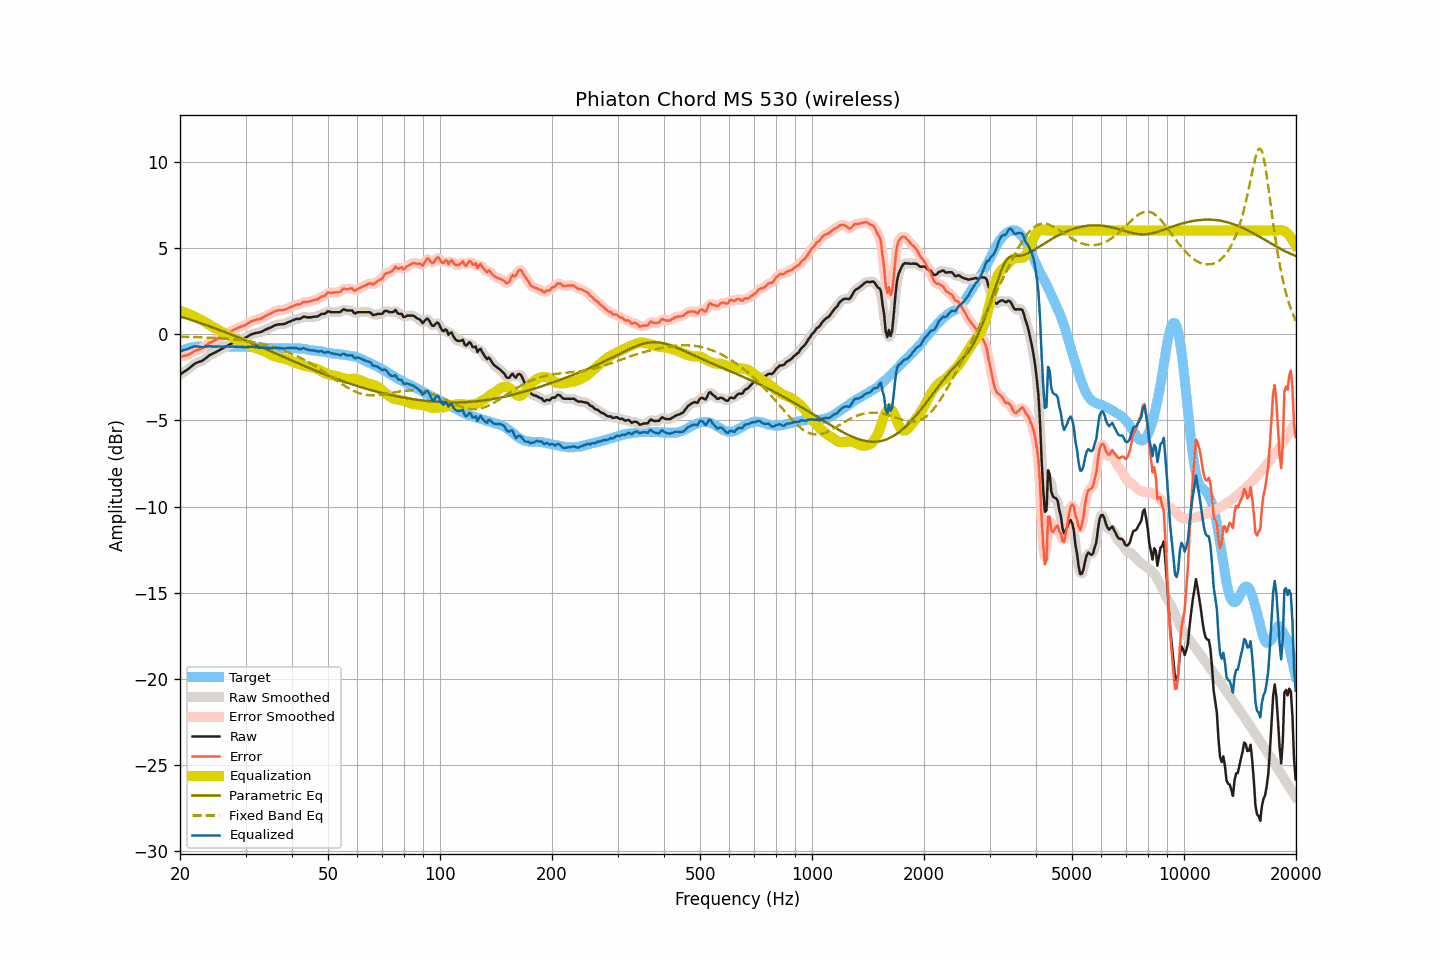 Phiaton Chord MS 530 (wireless)
10
5
0
−5
−10
−15
−20
−25
−30
Amplitude (dBr)
Target
Raw Smoothed
Error Smoothed
Raw
Error
Equalization
Parametric Eq
Fixed Band Eq
Equalized
20 50 100 200 500 1000 2000 5000 10000 20000
Frequency (Hz)